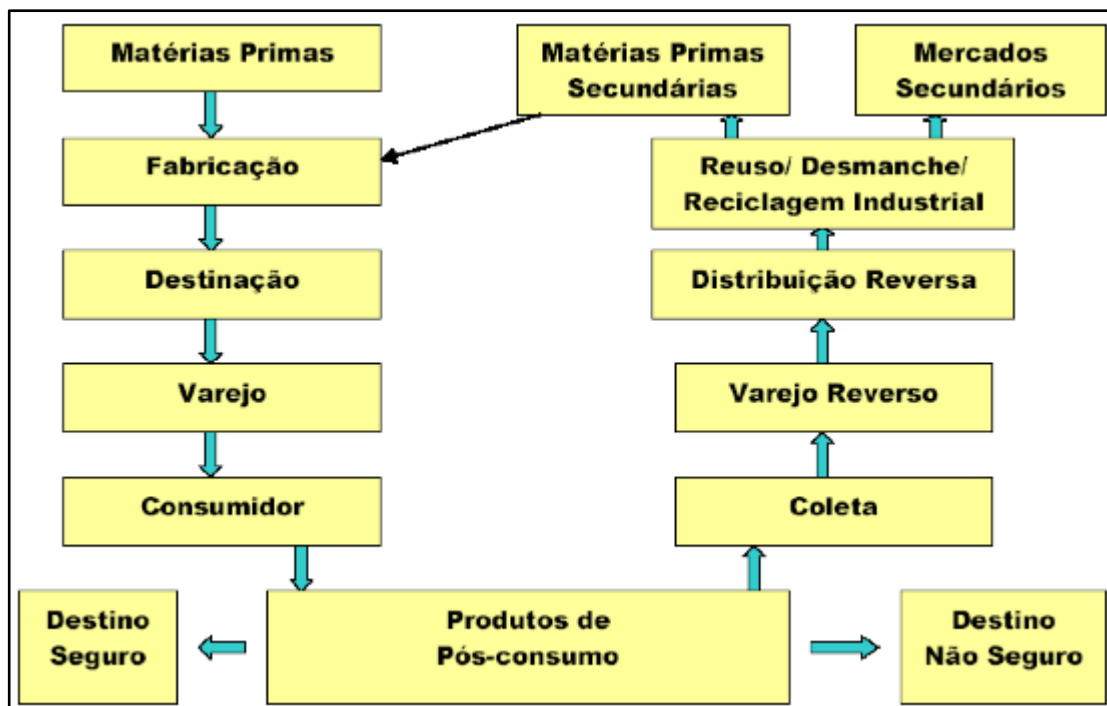 Matérias Primas
Matérias Primas
Secundárias
Mercados
Secundários
Fabricação
Reuso/ Desmanche/
Reciclagem Industrial
Destinação
Distribuição Reversa
Varejo
Varejo Reverso
Consumidor
Coleta
Destino
Seguro
Produtos de
Pós-consumo
Destino
Não Seguro